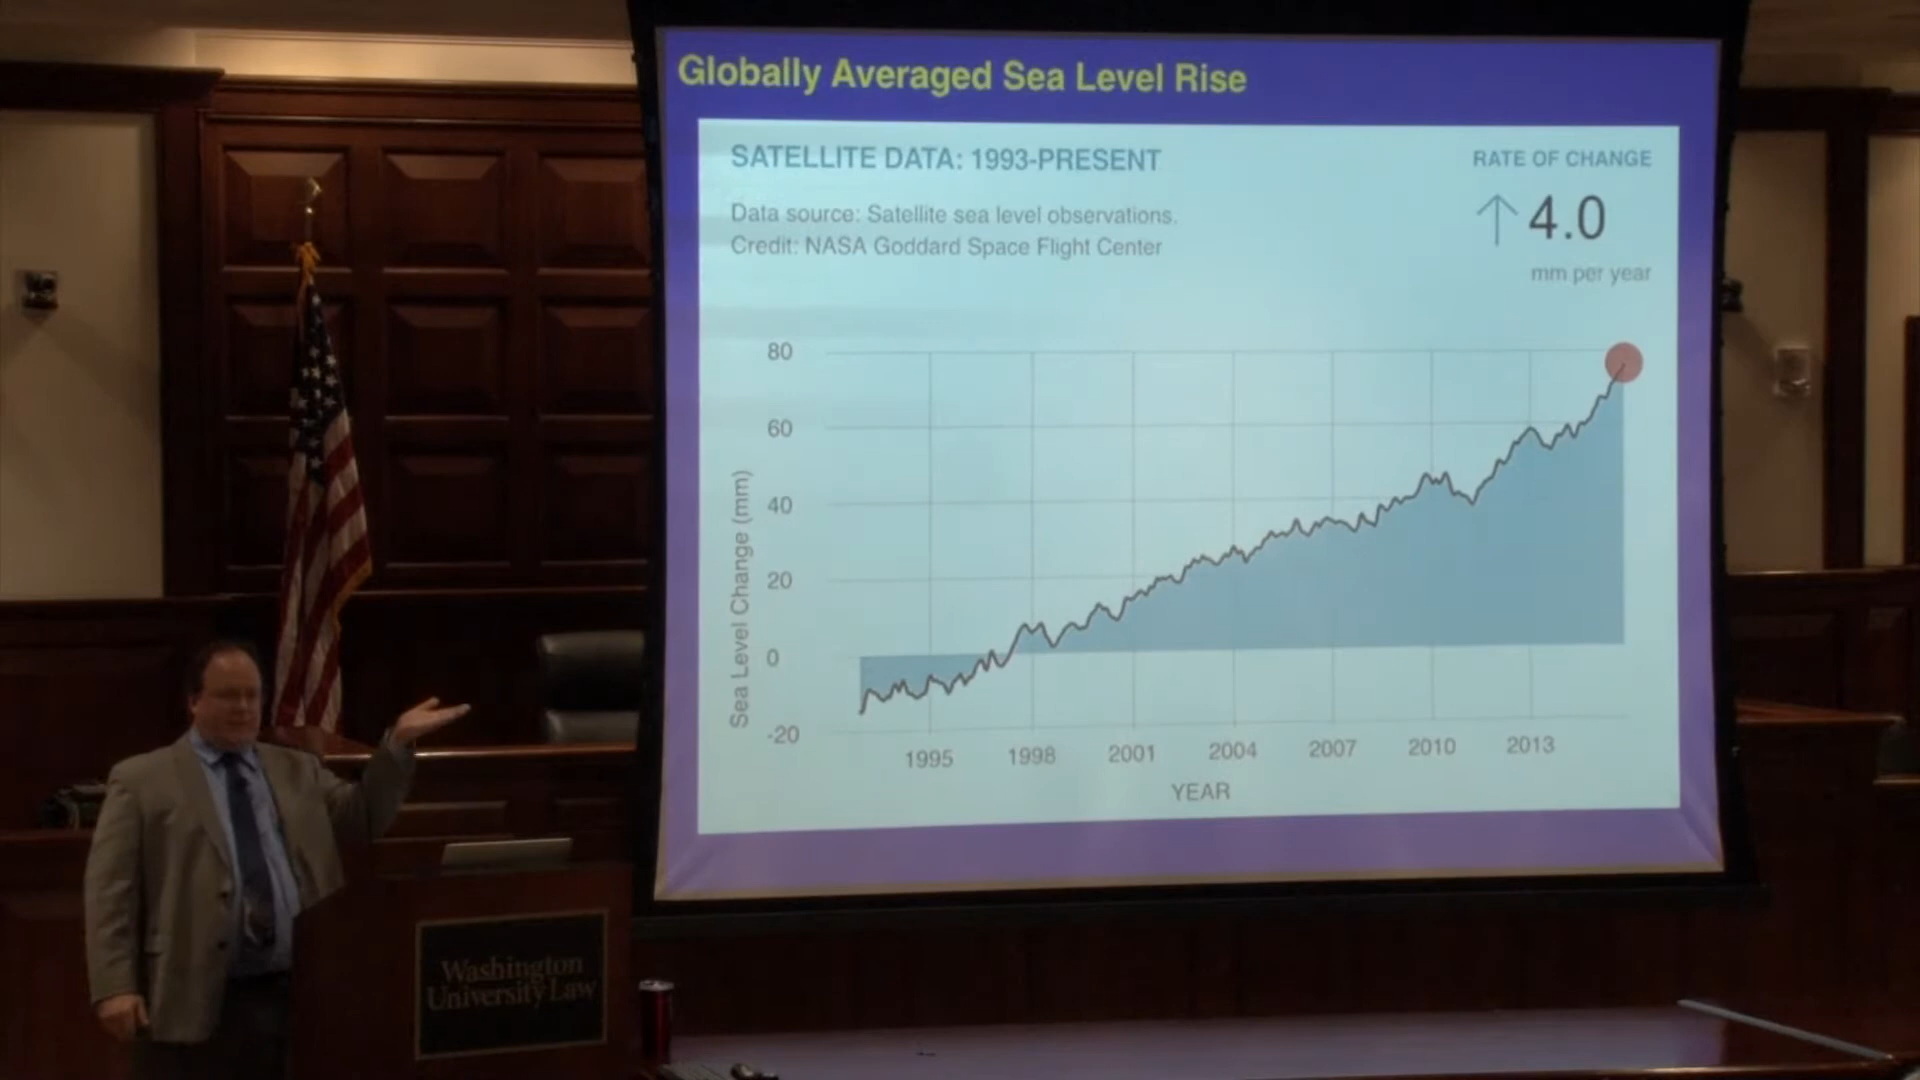 Globally Averaged Sea Level Rise
SATELLITE DATA: 1993-PRESENT
Data source: Satellite sea level observations.
Credit: NASA Goddard Space Flight Center
RATE OF CHANGE
↑ 4.0
mm per year
Sea Level Change (mm)
80
60
40
20
0
-20
1995 1998 2001 2004 2007 2010 2013
YEAR
Washington
University Law